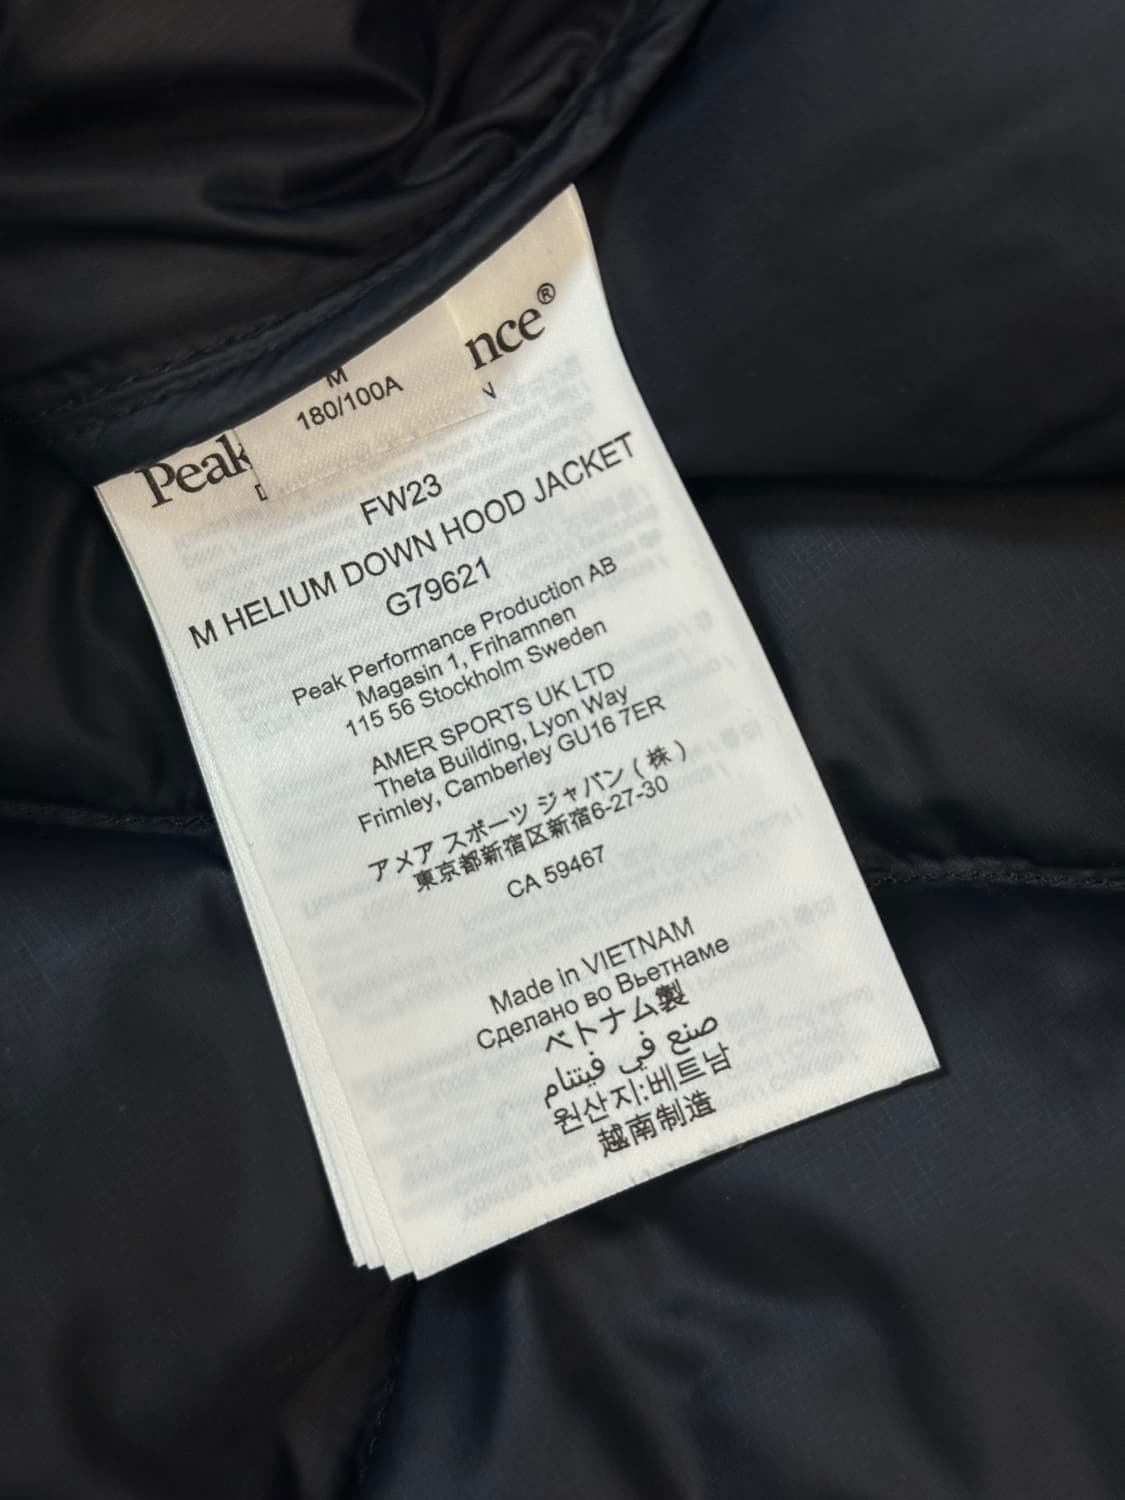 nce®
M
180/100A
Peak
FW23
M HELIUM DOWN HOOD JACKET
G79621
Peak Performance Production AB
Magasin 1, Frihamnen
115 56 Stockholm Sweden
AMER SPORTS UK LTD
Theta Building, Lyon Way
Frimley, Camberley GU16 7ER
アメア スポーツ ジャパン ( 株 )
東京都新宿区新宿6-27-30
CA 59467
Made in VIETNAM
Сделано во Вьетнаме
ベトナム製
صنع في فيتنام
원산지:베트남
越南制造